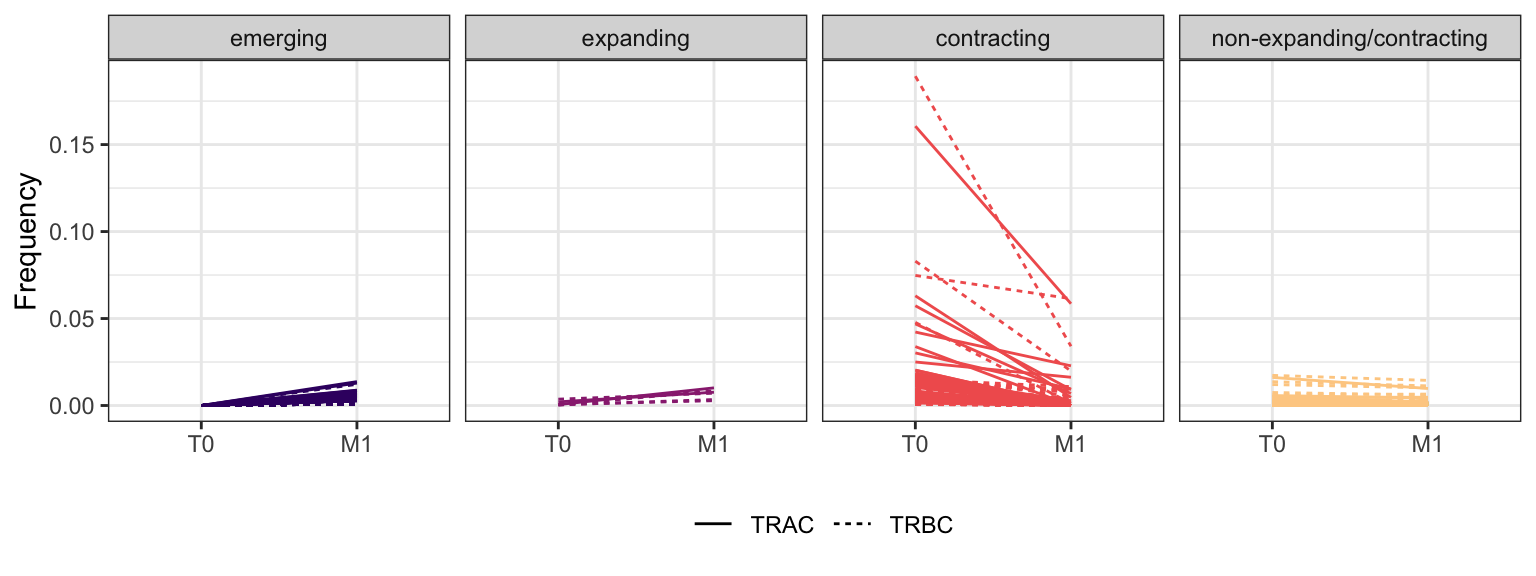 emerging
expanding
contracting
non-expanding/contracting
Frequency
0.15
0.10
0.05
0.00
T0 M1 T0 M1 T0 M1 T0 M1
TRAC TRBC